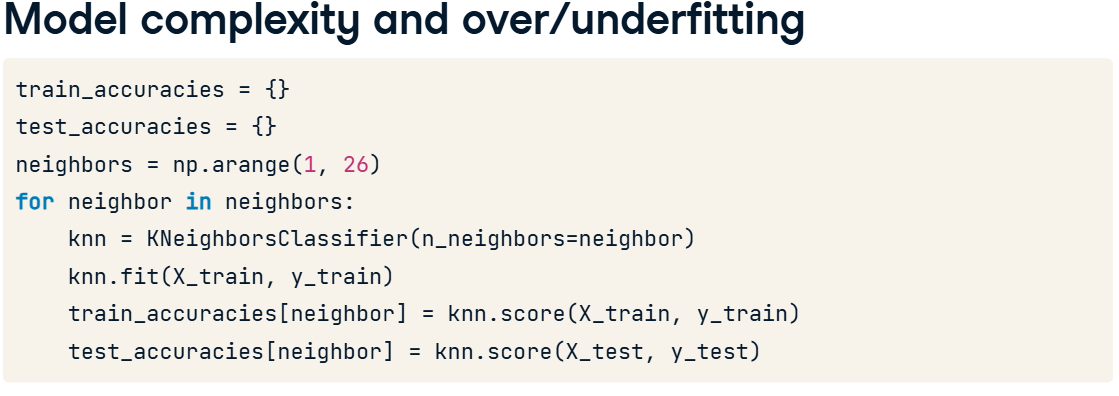 Model complexity and over/underfitting
train_accuracies = {}
test_accuracies = {}
neighbors = np.arange(1, 26)
for neighbor in neighbors:
    knn = KNeighborsClassifier(n_neighbors=neighbor)
    knn.fit(X_train, y_train)
    train_accuracies[neighbor] = knn.score(X_train, y_train)
    test_accuracies[neighbor] = knn.score(X_test, y_test)